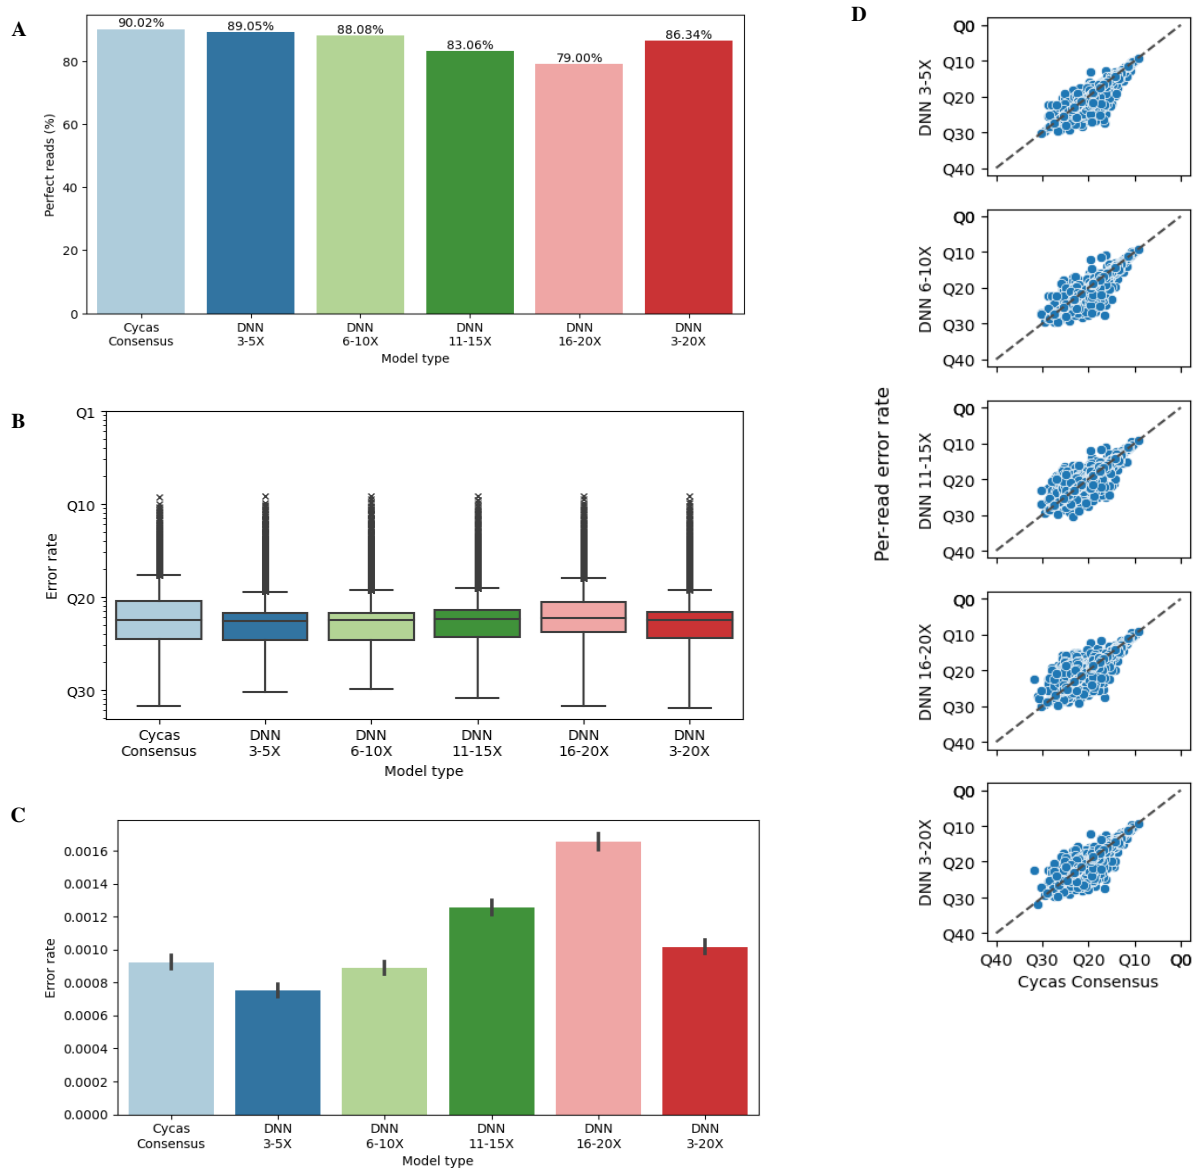 A
90.02%
89.05%
88.08%
83.06%
79.00%
86.34%
Perfect reads (%)
80
60
40
20
0
Cycas
Consensus
DNN
3-5X
DNN
6-10X
DNN
11-15X
DNN
16-20X
DNN
3-20X
Model type
B
Error rate
Q1
Q10
Q20
Q30
Cycas
Consensus
DNN
3-5X
DNN
6-10X
DNN
11-15X
DNN
16-20X
DNN
3-20X
Model type
C
Error rate
0.0016
0.0014
0.0012
0.0010
0.0008
0.0006
0.0004
0.0002
0.0000
Cycas
Consensus
DNN
3-5X
DNN
6-10X
DNN
11-15X
DNN
16-20X
DNN
3-20X
Model type
D
Per-read error rate
DNN 3-5X
Q0
Q10
Q20
Q30
Q40
DNN 6-10X
Q0
Q10
Q20
Q30
Q40
DNN 11-15X
Q0
Q10
Q20
Q30
Q40
DNN 16-20X
Q0
Q10
Q20
Q30
Q40
DNN 3-20X
Q0
Q10
Q20
Q30
Q40
Q40 Q30 Q20 Q10 Q0
Cycas Consensus